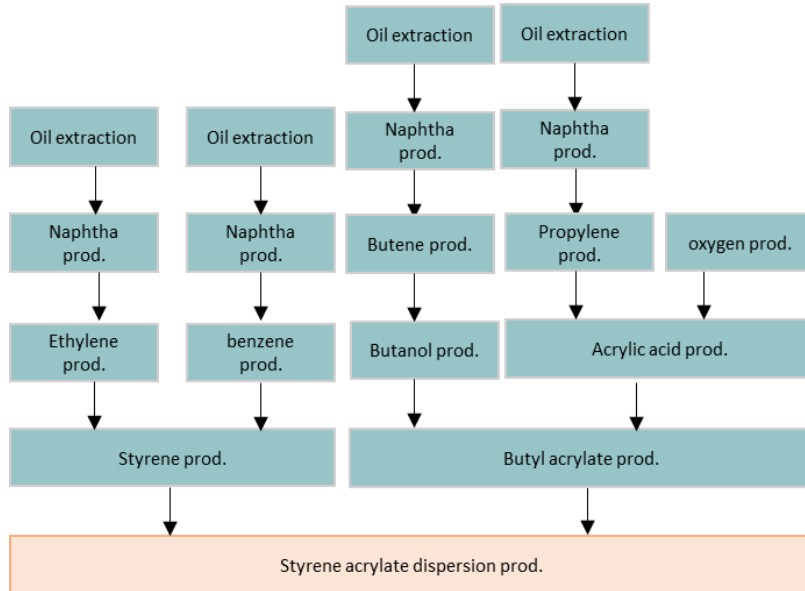 Oil extraction
Oil extraction
Oil extraction
Oil extraction
Naphtha
prod.
Naphtha
prod.
Naphtha
prod.
Naphtha
prod.
Butene prod.
Propylene
prod.
oxygen prod.
Ethylene
prod.
benzene
prod.
Butanol prod.
Acrylic acid prod.
Styrene prod.
Butyl acrylate prod.
Styrene acrylate dispersion prod.